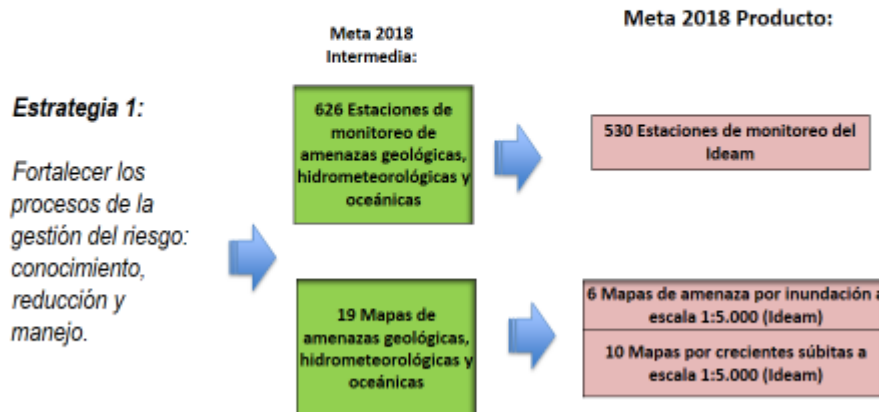 Meta 2018
Intermedia:
Meta 2018 Producto:
Estrategia 1:
Fortalecer los
procesos de la
gestión del riesgo:
conocimiento,
reducción y
manejo.
626 Estaciones de
monitoreo de
amenazas geológicas,
hidrometeorológicas y
oceánicas
530 Estaciones de monitoreo del
Ideam
19 Mapas de
amenazas geológicas,
hidrometeorológicas y
oceánicas
6 Mapas de amenaza por inundación a
escala 1:5.000 (Ideam)
10 Mapas por crecientes súbitas a
escala 1:5.000 (Ideam)